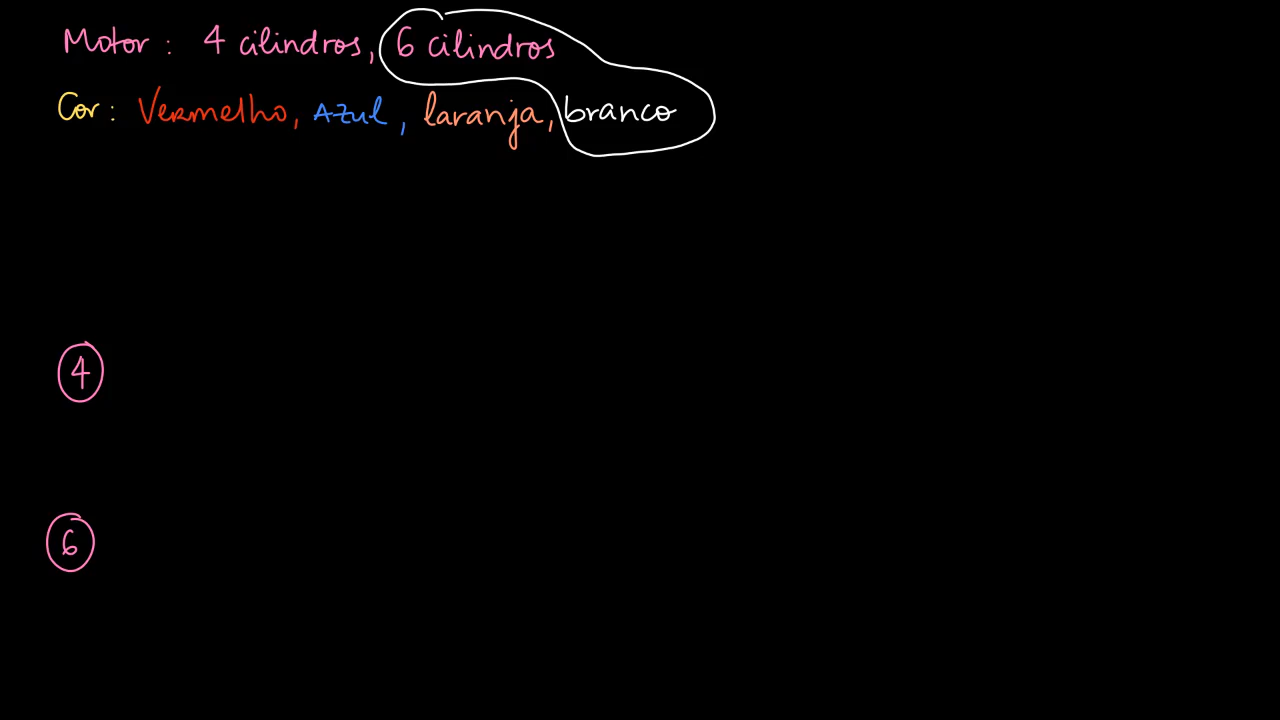 Motor: 4 cilindros, 6 cilindros
Cor: Vermelho, Azul, laranja, branco
4
6